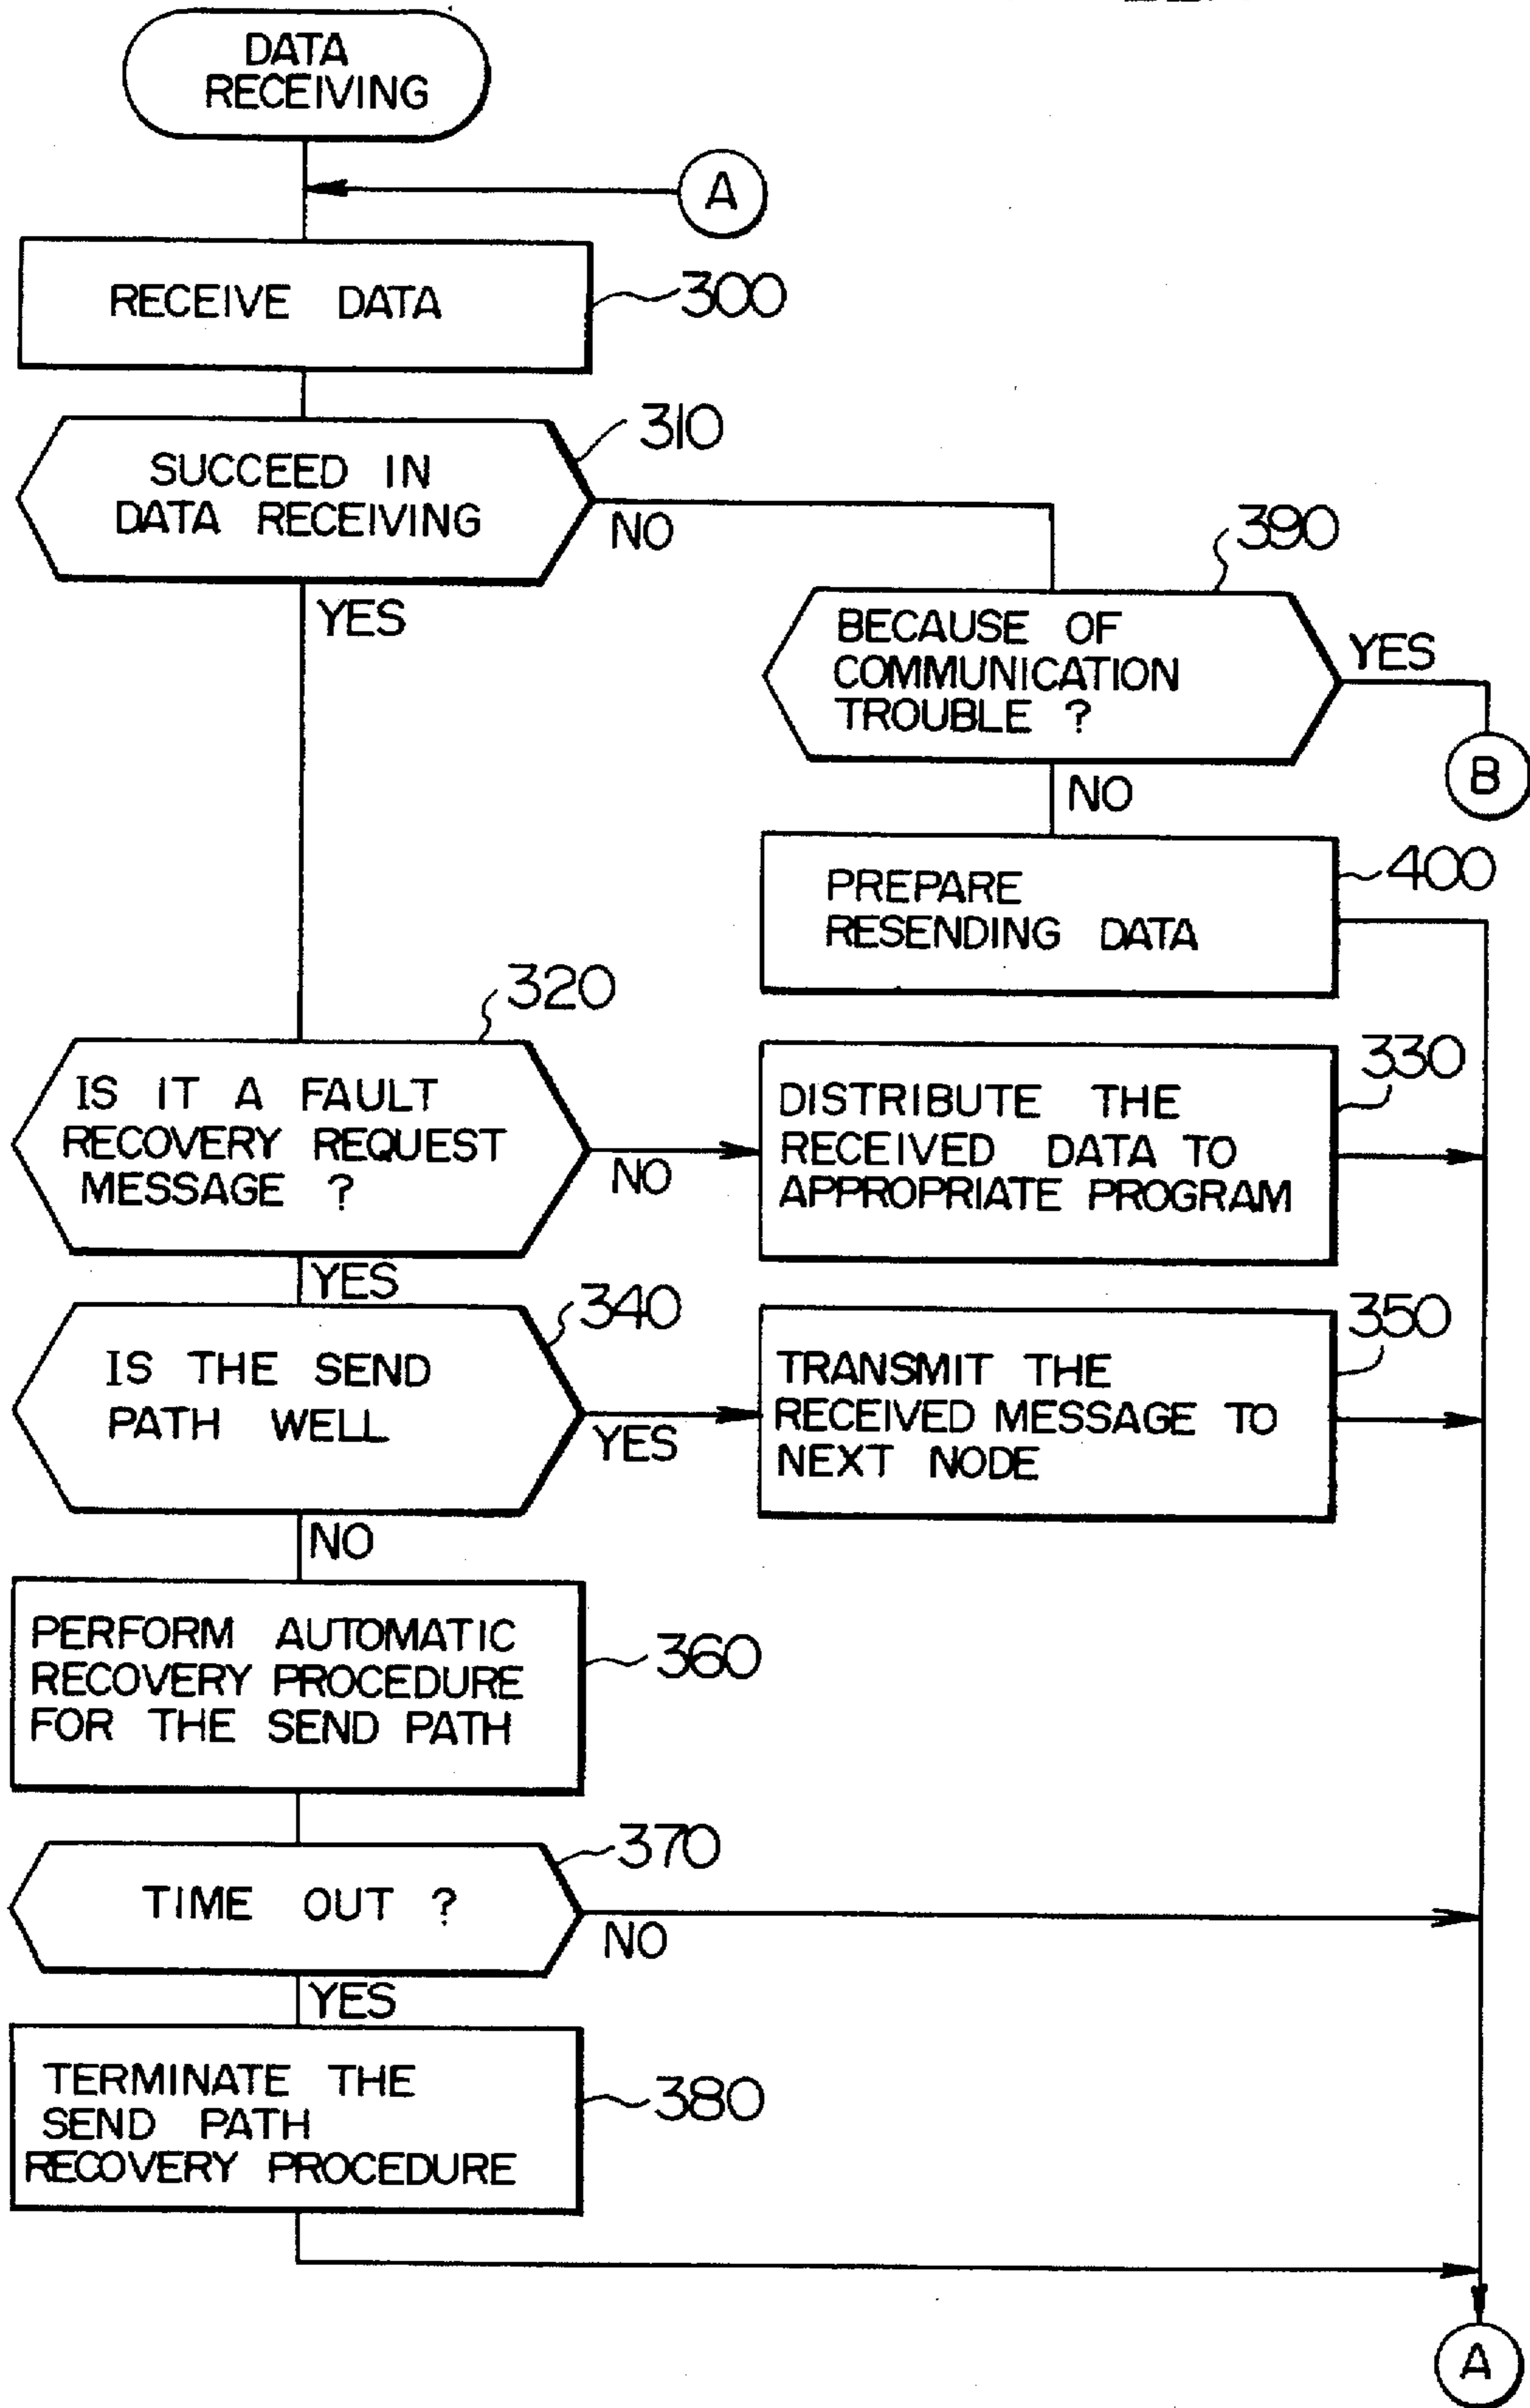 DATA
RECEIVING
A
RECEIVE DATA
300
310
SUCCEED IN
DATA RECEIVING
NO
YES
390
BECAUSE OF
COMMUNICATION
TROUBLE ?
YES
B
NO
PREPARE
RESENDING DATA
400
320
IS IT A FAULT
RECOVERY REQUEST
MESSAGE ?
NO
YES
330
DISTRIBUTE THE
RECEIVED DATA TO
APPROPRIATE PROGRAM
340
IS THE SEND
PATH WELL
YES
NO
350
TRANSMIT THE
RECEIVED MESSAGE TO
NEXT NODE
PERFORM AUTOMATIC
RECOVERY PROCEDURE
FOR THE SEND PATH
360
370
TIME OUT ?
NO
YES
TERMINATE THE
SEND PATH
RECOVERY PROCEDURE
380
A